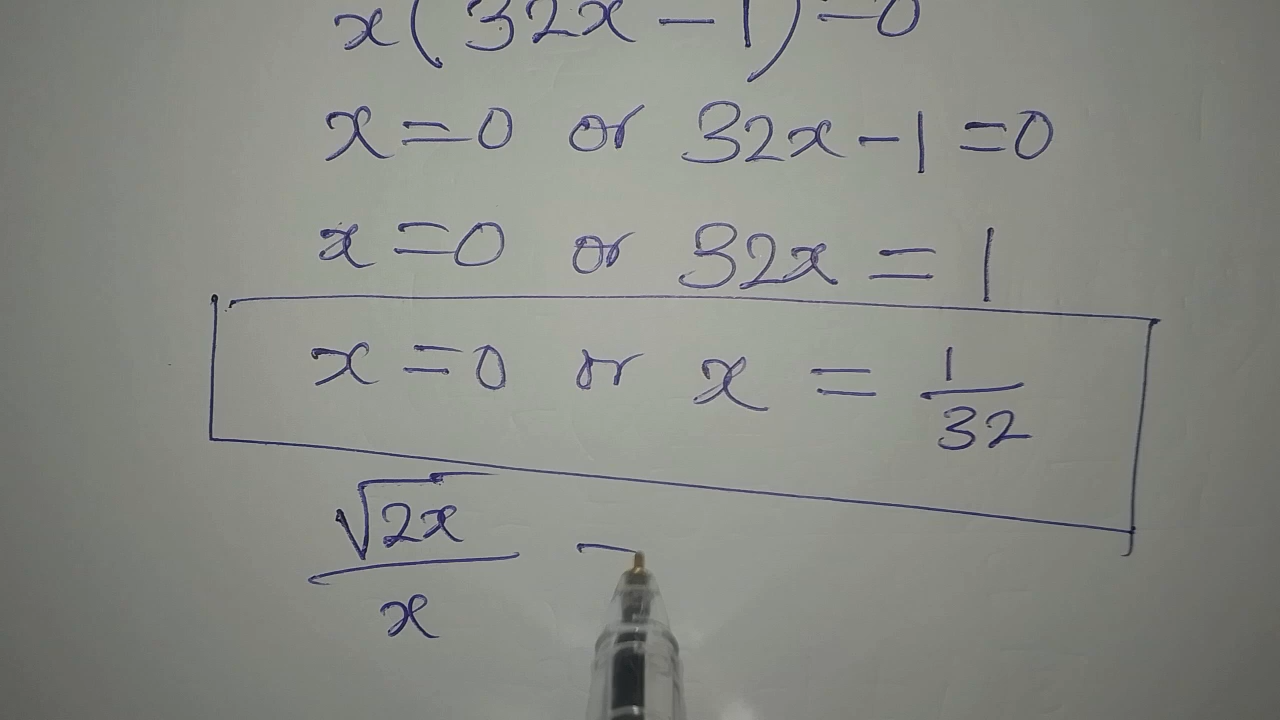 x(32x-1)=0
x=0 or 32x-1=0
x=0 or 32x=1
x=0 or x=1/32
√2x/x -